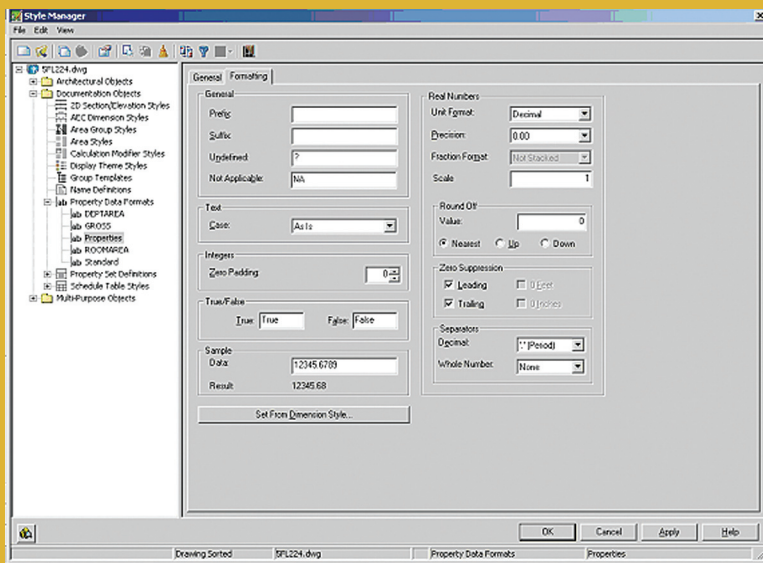 Style Manager
File Edit View
5FL224.dwg
Architectural Objects
Documentation Objects
2D Section/Elevation Styles
AEC Dimension Styles
Area Group Styles
Area Styles
Calculation Modifier Styles
Display Theme Styles
Group Templates
Name Definitions
Property Data Formats
DEPTAREA
GROSS
Properties
ROOMAREA
Standard
Property Set Definitions
Schedule Table Styles
Multi-Purpose Objects
General Formatting
General
Prefix:
Suffix:
Undefined: ?
Not Applicable: NA
Text
Case: As Is
Integers
Zero Padding: 0
True/False
True: True False: False
Sample
Data: 12345.6789
Result: 12345.68
Set From Dimension Style...
Real Numbers
Unit Format: Decimal
Precision: 0.00
Fraction Format: Not Stacked
Scale 1
Round Off
Value: 0
Nearest Up Down
Zero Suppression
Leading 0 Feet
Trailing 0 Inches
Separators
Decimal: '.' (Period)
Whole Number: None
OK Cancel Apply Help
Drawing Sorted 5FL224.dwg Property Data Formats Properties